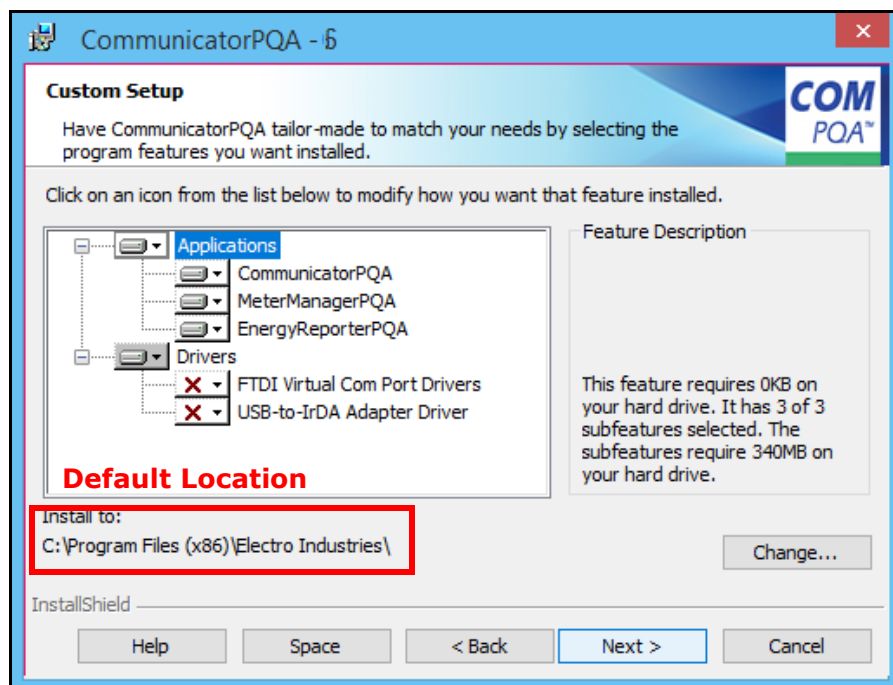 CommunicatorPQA -
Custom Setup
Have CommunicatorPQA tailor-made to match your needs by selecting the
program features you want installed.
COM
PQA™
Click on an icon from the list below to modify how you want that feature installed.
Applications
CommunicatorPQA
MeterManagerPQA
EnergyReporterPQA
Drivers
FTDI Virtual Com Port Drivers
USB-to-IrDA Adapter Driver
Feature Description
This feature requires 0KB on
your hard drive. It has 3 of 3
subfeatures selected. The
subfeatures require 340MB on
your hard drive.
Default Location
Install to:
C:\Program Files (x86)\Electro Industries\
Change...
InstallShield
Help
Space
< Back
Next >
Cancel